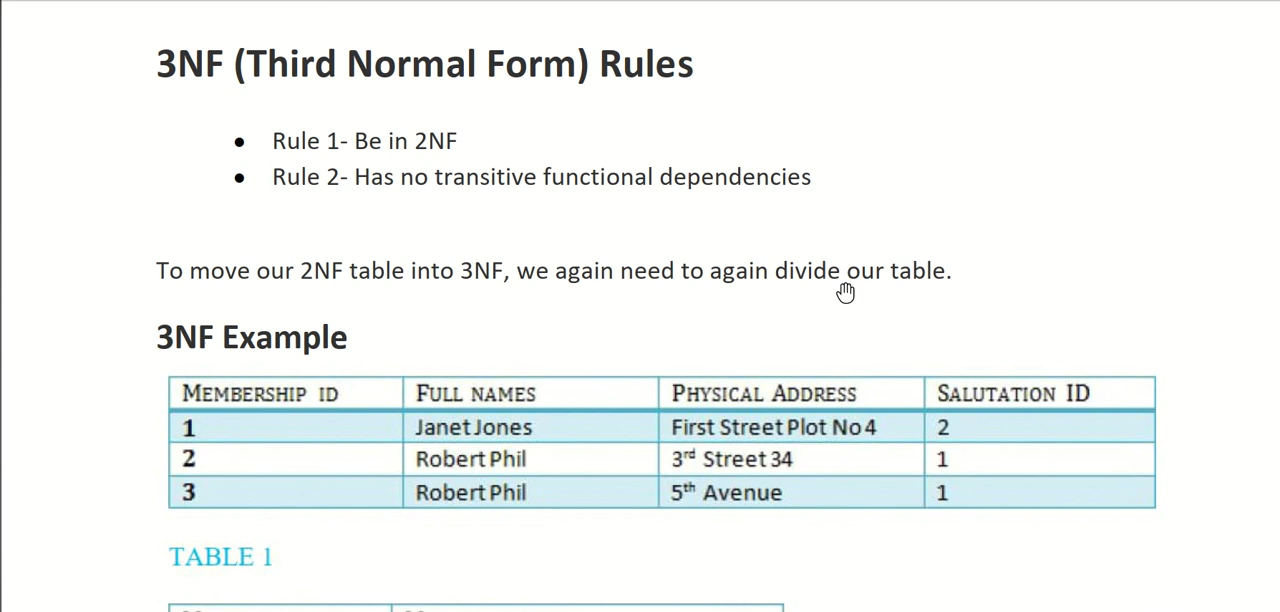 3NF (Third Normal Form) Rules
• Rule 1- Be in 2NF
• Rule 2- Has no transitive functional dependencies
To move our 2NF table into 3NF, we again need to again divide our table.
3NF Example
MEMBERSHIP ID FULL NAMES PHYSICAL ADDRESS SALUTATION ID
1 Janet Jones First Street Plot No 4 2
2 Robert Phil 3rd Street 34 1
3 Robert Phil 5th Avenue 1
TABLE 1